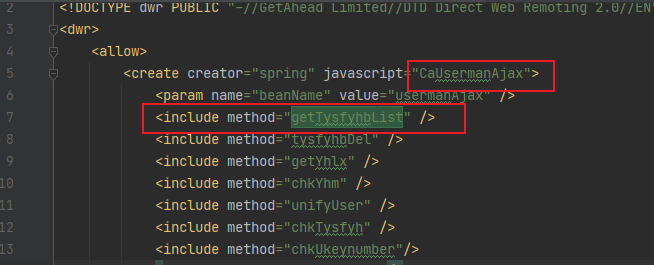 2 <!DOCTYPE dwr PUBLIC "-//GetAhead Limited//DTD Direct Web Remoting 2.0//EN"
3 <dwr>
4 <allow>
5 <create creator="spring" javascript="CaUsermanAjax">
6 <param name="beanName" value="usermanAjax" />
7 <include method="getTysfyhbList" />
8 <include method="tysfyhbDel" />
9 <include method="getYhlx" />
10 <include method="chkYhm" />
11 <include method="unifyUser" />
12 <include method="chkTysfyh" />
13 <include method="chkUkeynumber"/>